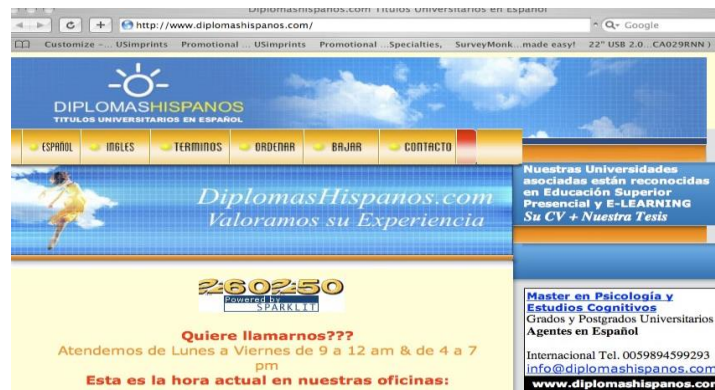 Diplomashispanos.com Titulos Universitarios en Español
http://www.diplomashispanos.com/
Google
Customize -... USimprints Promotional ... USimprints Promotional ...Specialties, SurveyMonk...made easy! 22" USB 2.0...CA029RNN )
DIPLOMASHISPANOS
TITULOS UNIVERSITARIOS EN ESPAÑOL
ESPAÑOL INGLES TERMINOS ORDENAR BAJAR CONTACTO
Nuestras Universidades
asociadas están reconocidas
en Educación Superior
Presencial y E-LEARNING
Su CV + Nuestra Tesis
DiplomasHispanos.com
Valoramos su Experiencia
260250
Powered by
SPARKLIT
Quiere llamarnos???
Atendemos de Lunes a Viernes de 9 a 12 am & de 4 a 7
pm
Esta es la hora actual en nuestras oficinas:
Master en Psicología y
Estudios Cognitivos
Grados y Postgrados Universitarios
Agentes en Español
Internacional Tel. 0059894599293
info@diplomashispanos.com
www.diplomashispanos.com